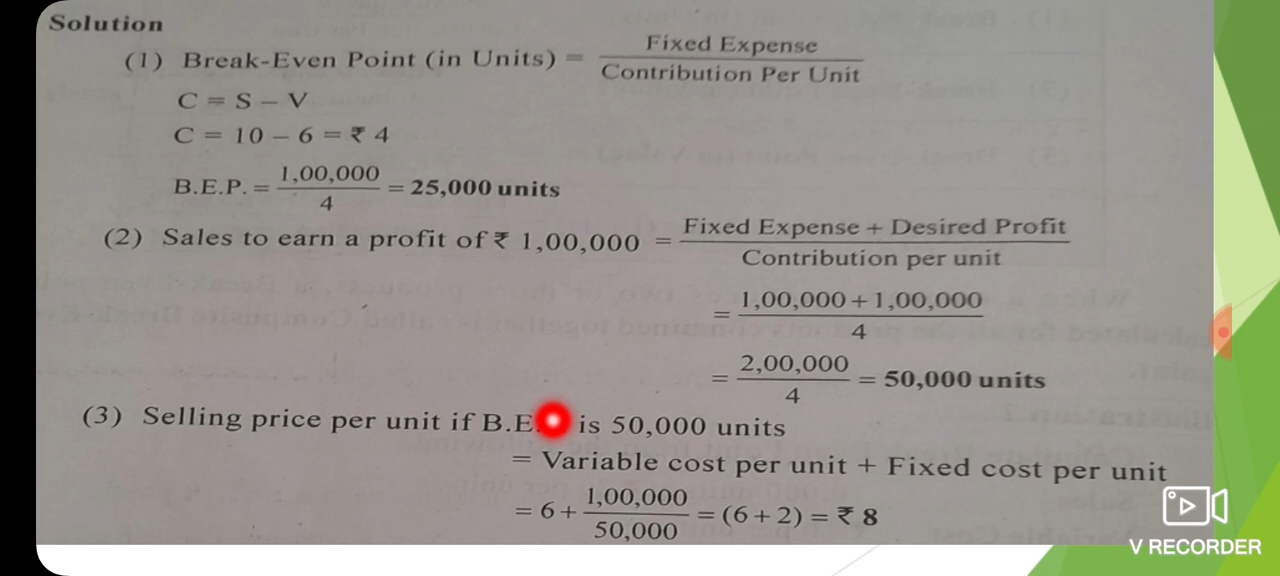 Solution
(1) Break-Even Point (in Units) = Fixed Expense / Contribution Per Unit
C = S – V
C = 10 – 6 = ₹ 4
B.E.P. = 1,00,000 / 4 = 25,000 units
(2) Sales to earn a profit of ₹ 1,00,000 = Fixed Expense + Desired Profit / Contribution per unit
= 1,00,000 + 1,00,000 / 4
= 2,00,000 / 4 = 50,000 units
(3) Selling price per unit if B.E. is 50,000 units
= Variable cost per unit + Fixed cost per unit
= 6 + 1,00,000 / 50,000 = (6 + 2) = ₹ 8
V RECORDER